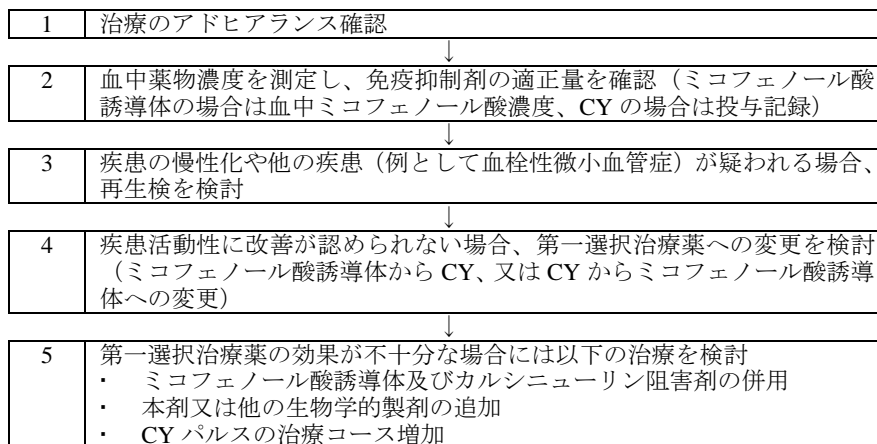 1 治療のアドヒアランス確認
↓
2 血中薬物濃度を測定し、免疫抑制剤の適正量を確認（ミコフェノール酸
誘導体の場合は血中ミコフェノール酸濃度、CY の場合は投与記録）
↓
3 疾患の慢性化や他の疾患（例として血栓性微小血管症）が疑われる場合、
再生検を検討
↓
4 疾患活動性に改善が認められない場合、第一選択治療薬への変更を検討
（ミコフェノール酸誘導体から CY、又は CY からミコフェノール酸誘導
体への変更）
↓
5 第一選択治療薬の効果が不十分な場合には以下の治療を検討
・ ミコフェノール酸誘導体及びカルシニューリン阻害剤の併用
・ 本剤又は他の生物学的製剤の追加
・ CY パルスの治療コース増加